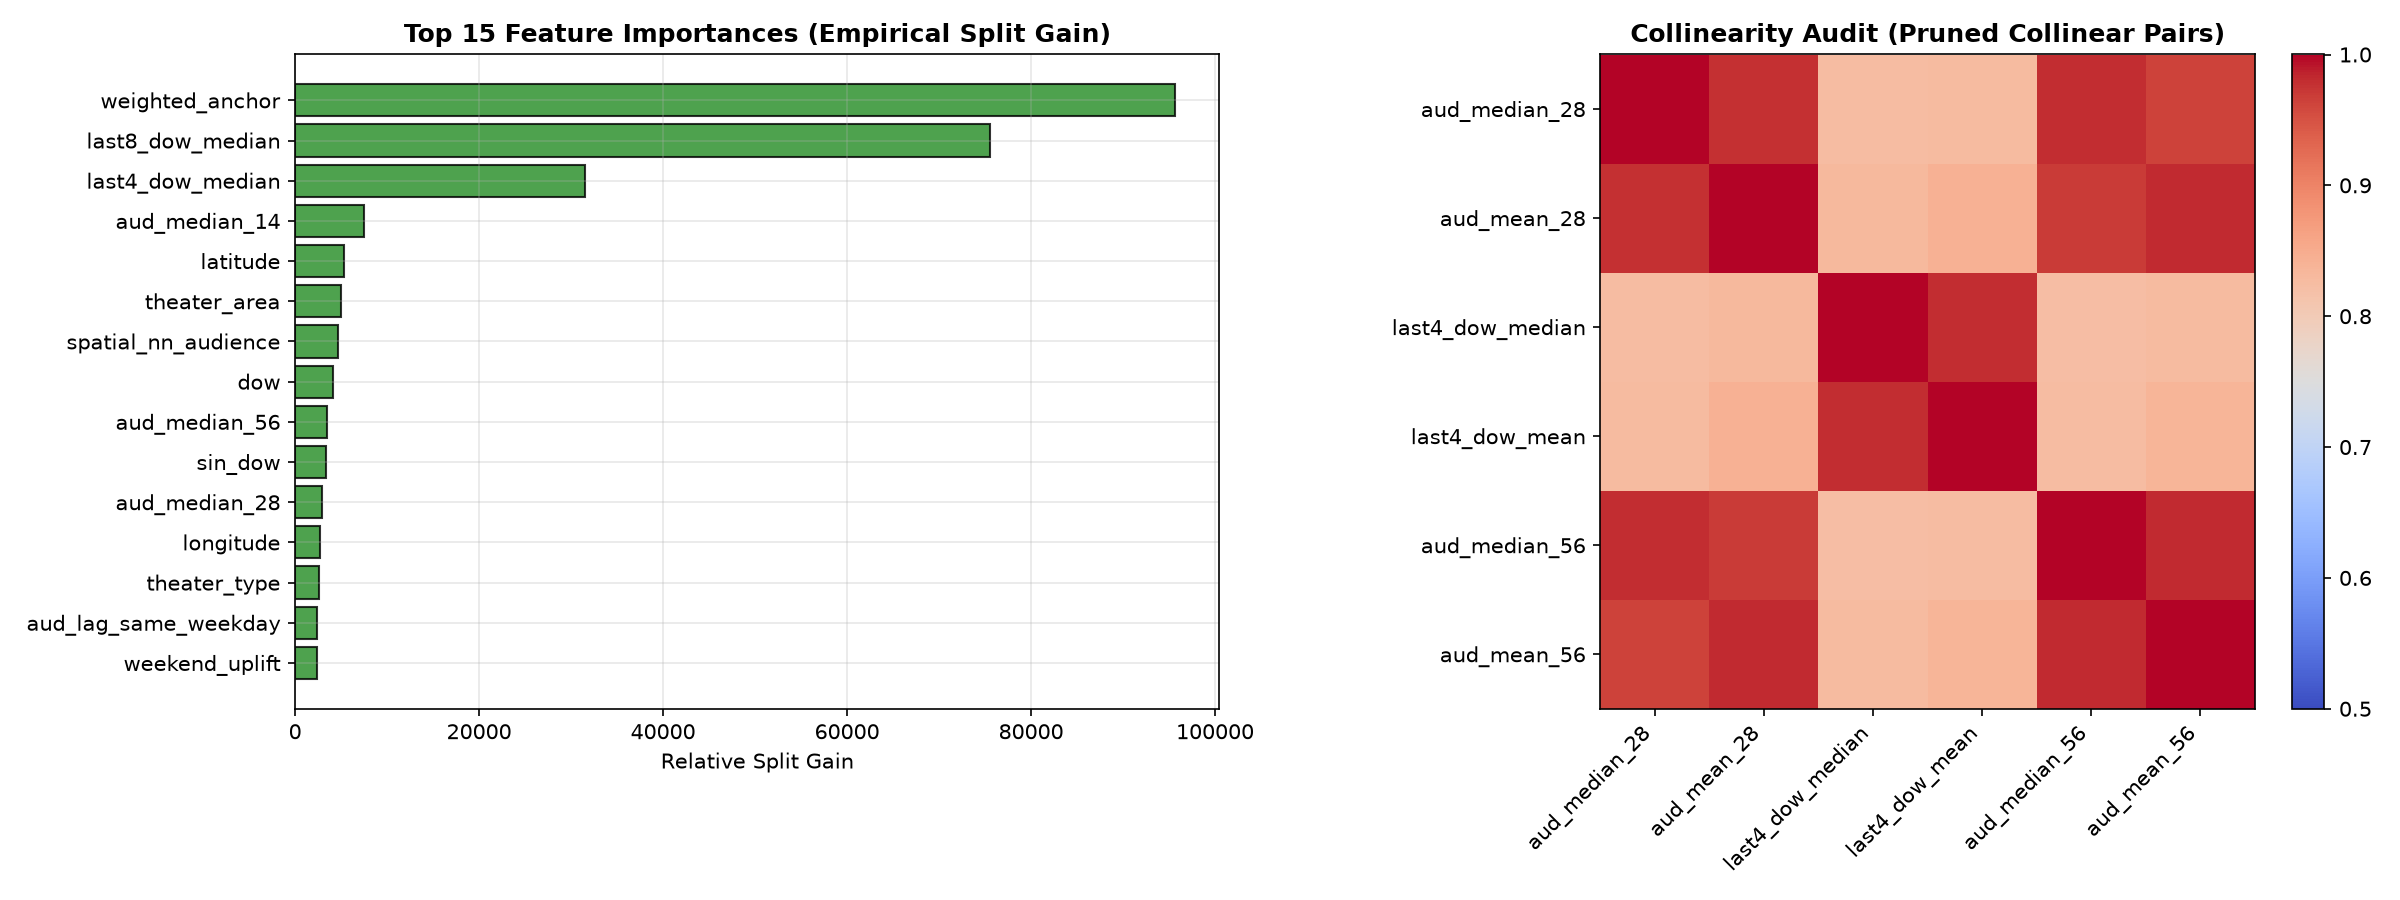 Top 15 Feature Importances (Empirical Split Gain)
weighted_anchor
last8_dow_median
last4_dow_median
aud_median_14
latitude
theater_area
spatial_nn_audience
dow
aud_median_56
sin_dow
aud_median_28
longitude
theater_type
aud_lag_same_weekday
weekend_uplift
0 20000 40000 60000 80000 100000
Relative Split Gain
Collinearity Audit (Pruned Collinear Pairs)
aud_median_28
aud_mean_28
last4_dow_median
last4_dow_mean
aud_median_56
aud_mean_56
aud_median_28
aud_mean_28
last4_dow_median
last4_dow_mean
aud_median_56
aud_mean_56
1.0
0.9
0.8
0.7
0.6
0.5